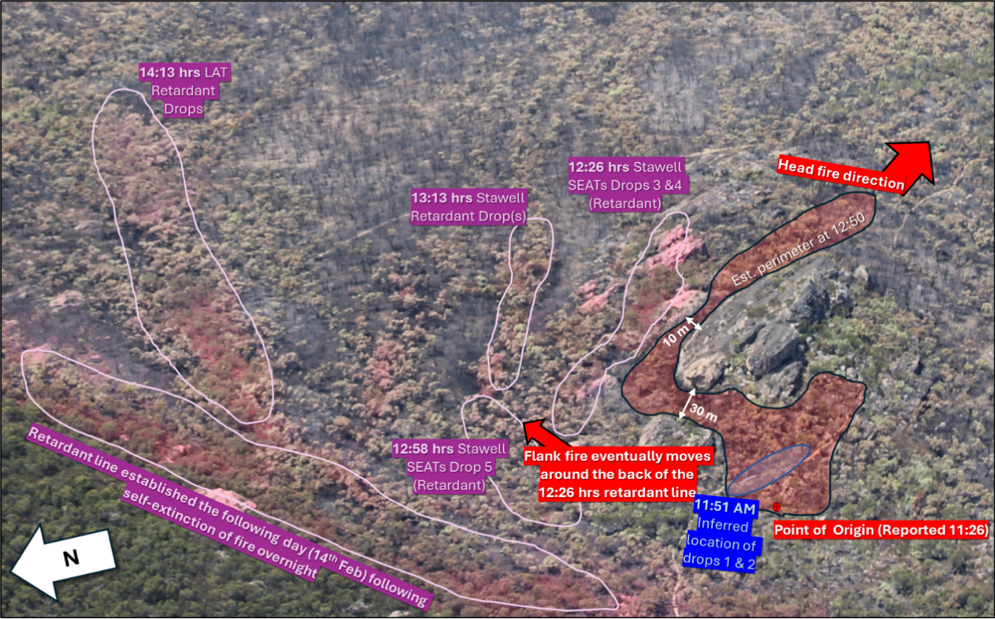 14:13 hrs LAT
Retardant
Drops
13:13 hrs Stawell
Retardant Drop(s)
12:26 hrs Stawell
SEATs Drops 3 &4
(Retardant)
Head fire direction
Est. perimeter at 12:50
10 m
30 m
12:58 hrs Stawell
SEATs Drop 5
(Retardant)
Flank fire eventually moves
around the back of the
12:26 hrs retardant line
11:51 AM
Inferred
location of
drops 1 & 2
Point of Origin (Reported 11:26)
Retardant line established the following day (14th Feb) following
self-extinction of fire overnight
N